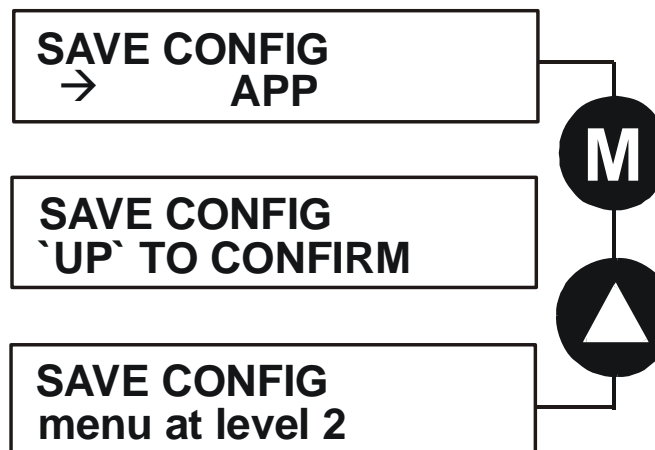 SAVE CONFIG
→ APP
M
SAVE CONFIG
`UP` TO CONFIRM
SAVE CONFIG
menu at level 2